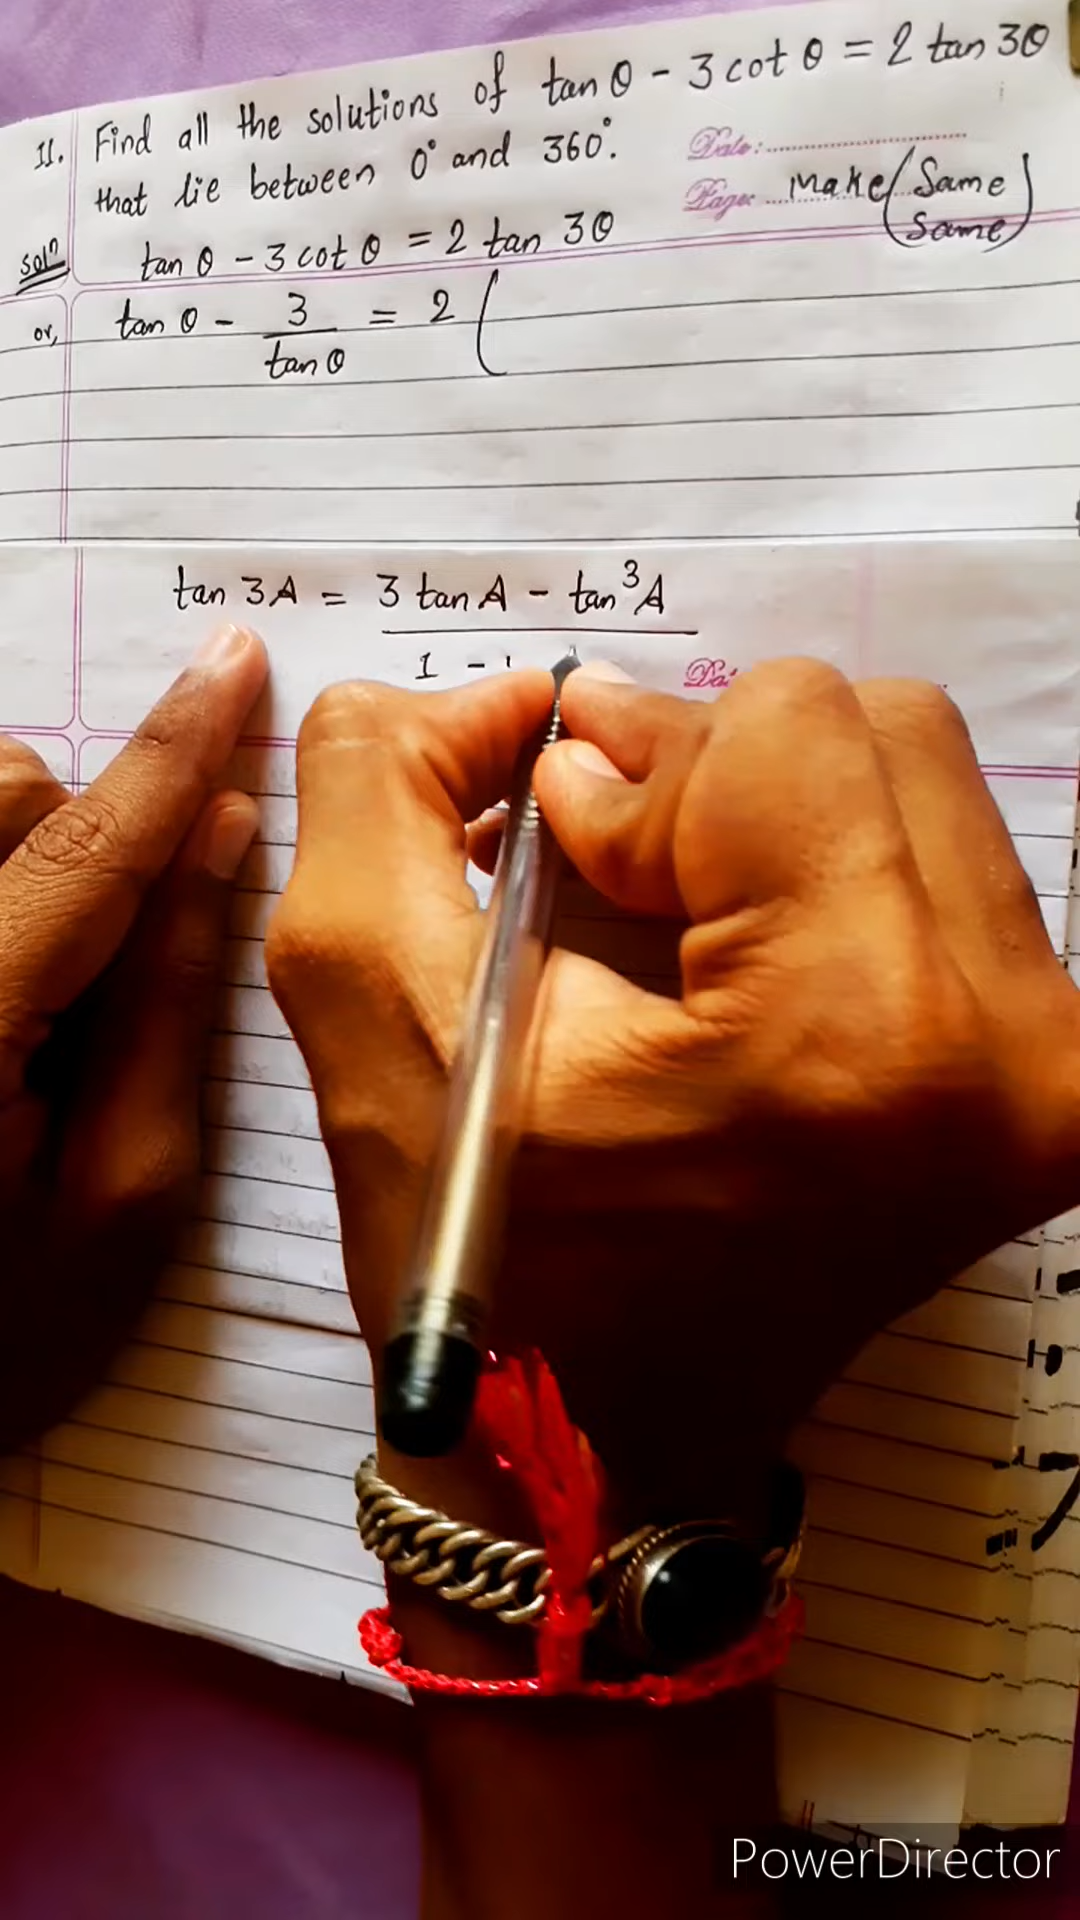 11. Find all the solutions of tan θ - 3 cot θ = 2 tan 3θ
that lie between 0° and 360°.
Date:
Page: Make (Same
Same)
Solⁿ tan θ - 3 cot θ = 2 tan 3θ
or, tan θ - 3/tan θ = 2 (
tan 3A = 3 tan A - tan³A
1 -
PowerDirector